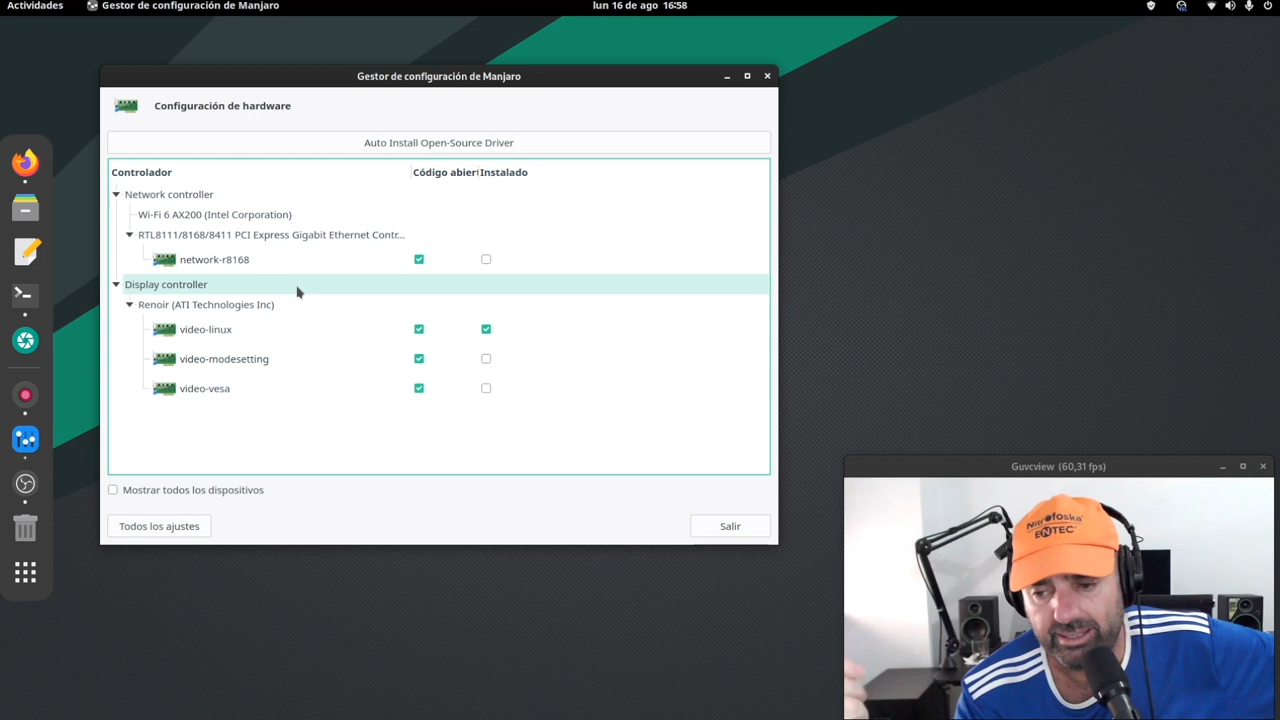 Actividades
Gestor de configuración de Manjaro
lun 16 de ago 16:58
Gestor de configuración de Manjaro
Configuración de hardware
Auto Install Open-Source Driver
Controlador
Código abier
Instalado
Network controller
Wi-Fi 6 AX200 (Intel Corporation)
RTL8111/8168/8411 PCI Express Gigabit Ethernet Contr...
network-r8168
Display controller
Renoir (ATI Technologies Inc)
video-linux
video-modesetting
video-vesa
Mostrar todos los dispositivos
Todos los ajustes
Salir
Guvcview (60,31 fps)
Nitrofoska
ENTEC